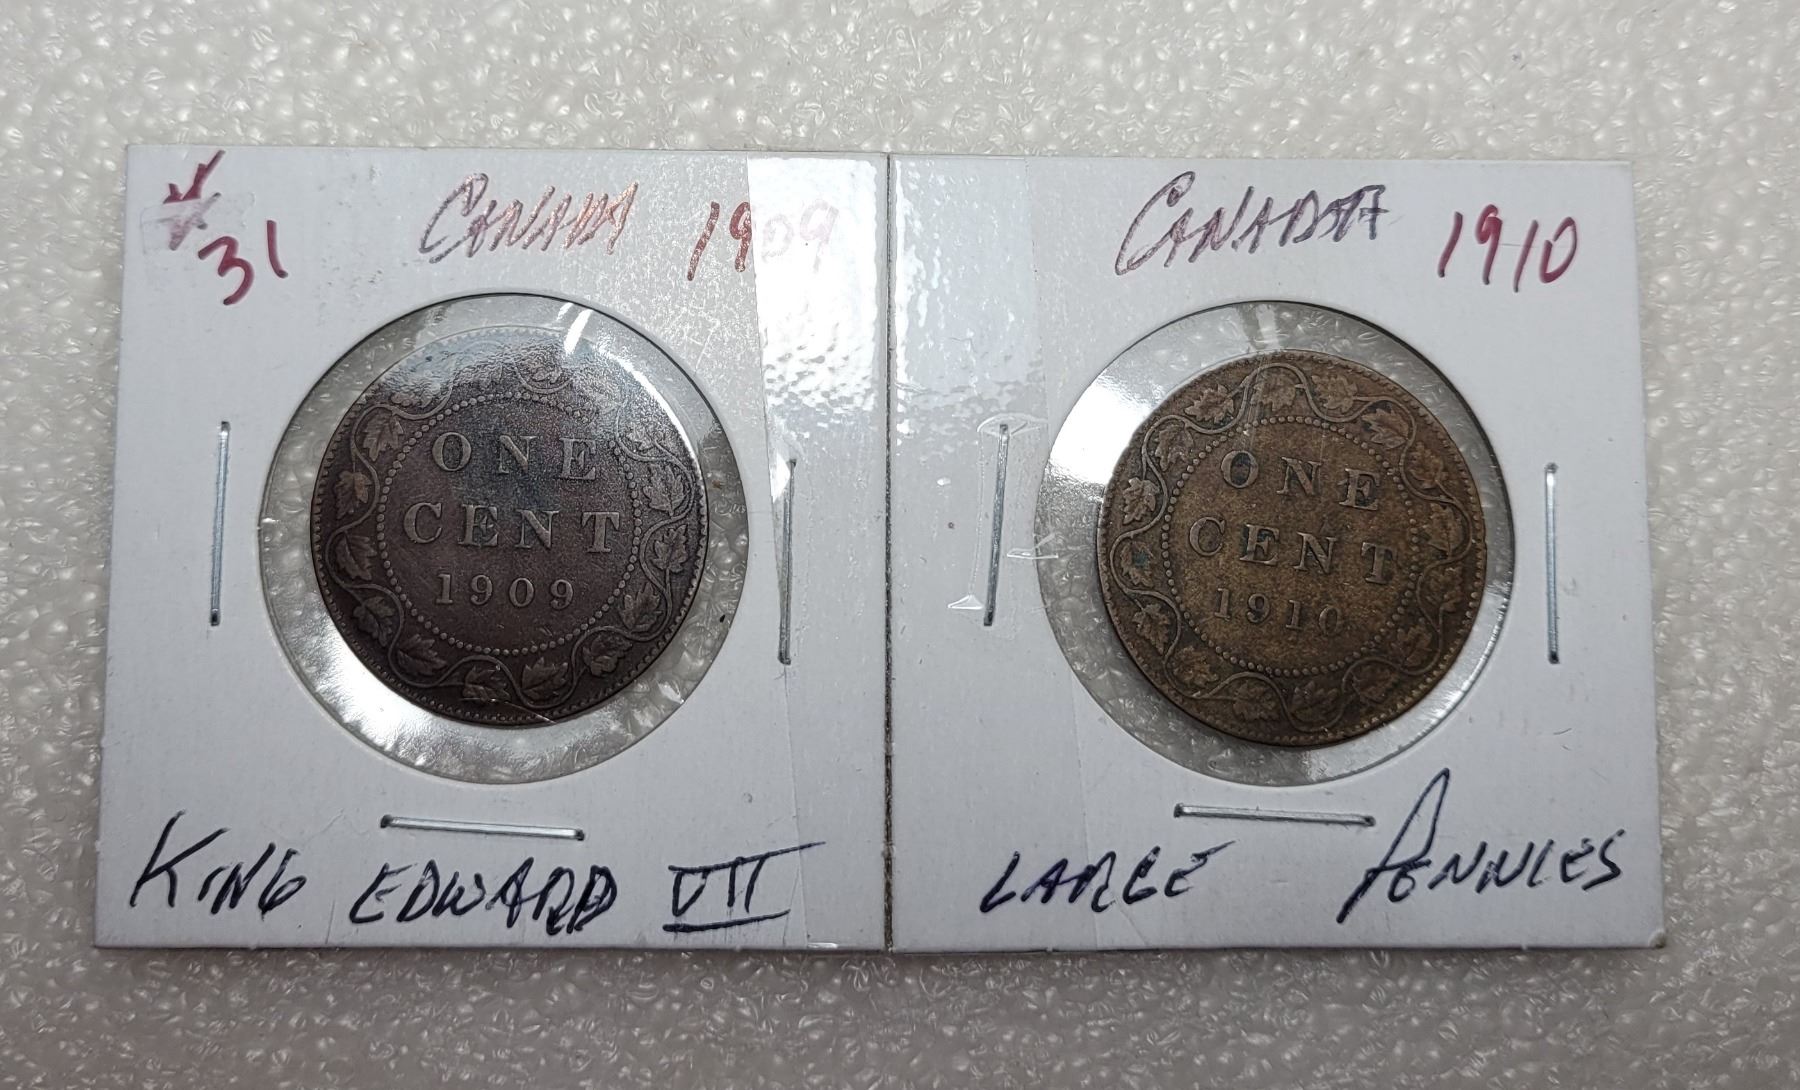 31 CANADA 1909
CANADA 1910
ONE
CENT
1909
ONE
CENT
1910
KING EDWARD VII
LARGE PENNIES